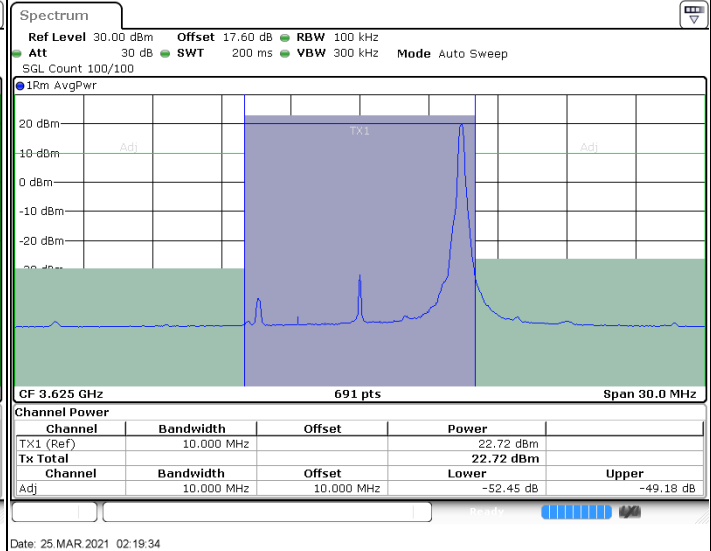 Spectrum
Ref Level 30.00 dBm Offset 17.60 dB RBW 100 kHz
Att 30 dB SWT 200 ms VBW 300 kHz Mode Auto Sweep
SGL Count 100/100
1Rm AvgPwr
20 dBm
TX1
Adj
Adj
10 dBm
0 dBm
-10 dBm
-20 dBm
-30 dBm
CF 3.625 GHz 691 pts Span 30.0 MHz
Channel Power
Channel Bandwidth Offset Power
TX1 (Ref) 10.000 MHz 22.72 dBm
Tx Total 22.72 dBm
Channel Bandwidth Offset Lower Upper
Adj 10.000 MHz 10.000 MHz -52.45 dB -49.18 dB
Ready
Date: 25.MAR.2021 02:19:34